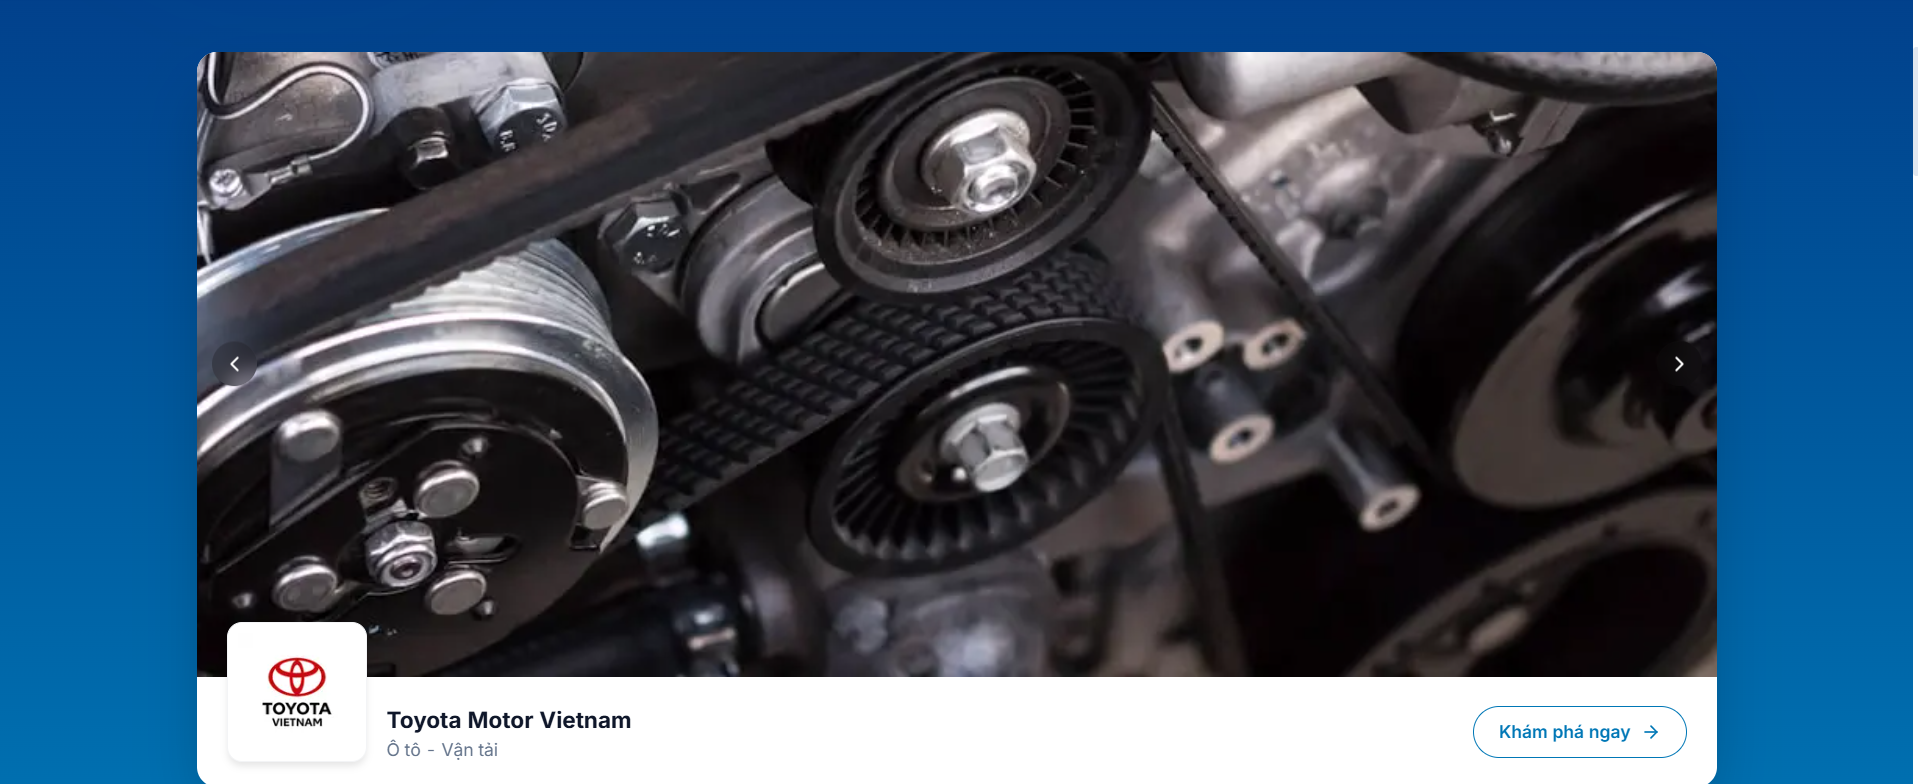 TOYOTA
VIETNAM
Toyota Motor Vietnam
Ô tô - Vận tải
Khám phá ngay